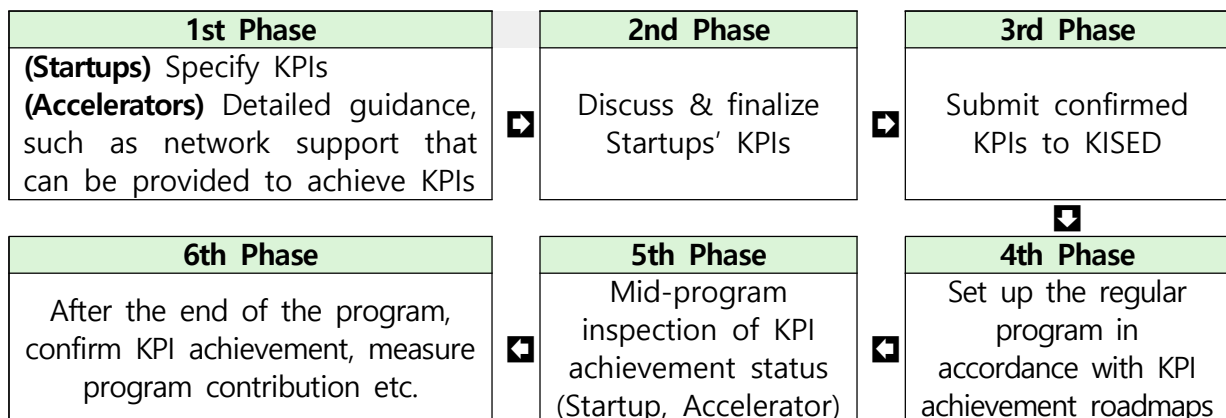 1st Phase
(Startups) Specify KPIs
(Accelerators) Detailed guidance,
such as network support that
can be provided to achieve KPIs
2nd Phase
Discuss & finalize
Startups' KPIs
3rd Phase
Submit confirmed
KPIs to KISED
4th Phase
Set up the regular
program in
accordance with KPI
achievement roadmaps
5th Phase
Mid-program
inspection of KPI
achievement status
(Startup, Accelerator)
6th Phase
After the end of the program,
confirm KPI achievement, measure
program contribution etc.